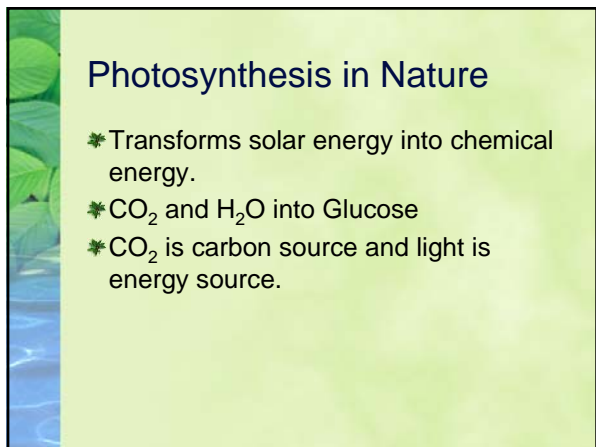 Photosynthesis in Nature
Transforms solar energy into chemical
energy.
CO₂ and H₂O into Glucose
CO₂ is carbon source and light is
energy source.